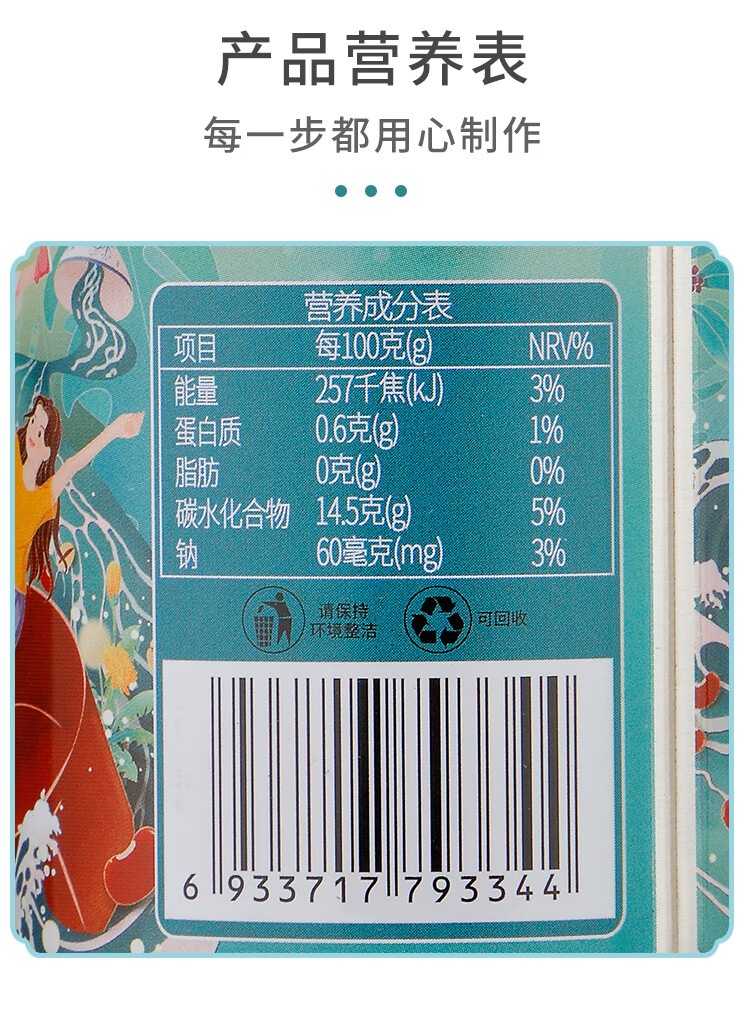 产品营养表
每一步都用心制作
营养成分表
项目 每100克(g) NRV%
能量 257千焦(kJ) 3%
蛋白质 0.6克(g) 1%
脂肪 0克(g) 0%
碳水化合物 14.5克(g) 5%
钠 60毫克(mg) 3%
请保持
环境整洁
可回收
6 933717 793344